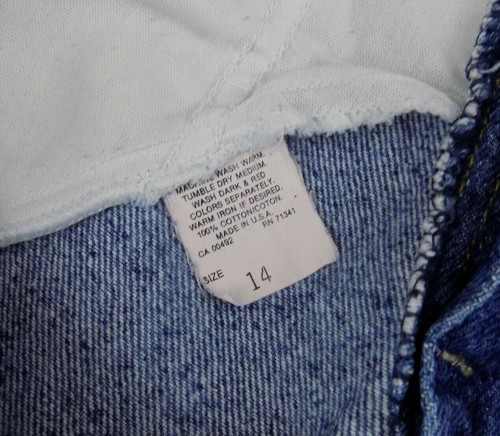 MACHINE WASH WARM.
TUMBLE DRY MEDIUM.
WASH DARK & RED
COLORS SEPARATELY.
WARM IRON IF DESIRED.
100% COTTON/COTON.
MADE IN U.S.A.
CA 00492 RN 71341
SIZE 14